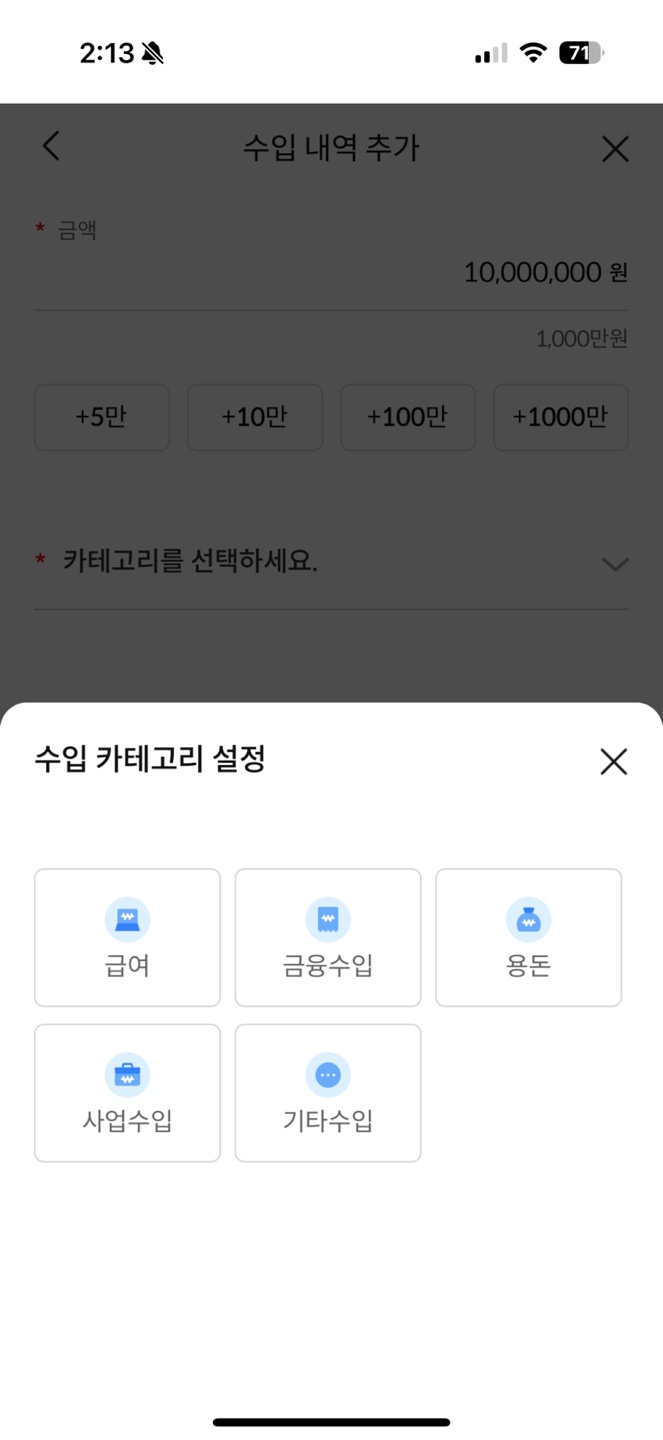 2:13
71
수입 내역 추가
* 금액
10,000,000 원
1,000만원
+5만 +10만 +100만 +1000만
* 카테고리를 선택하세요.
수입 카테고리 설정
급여 금융수입 용돈
사업수입 기타수입